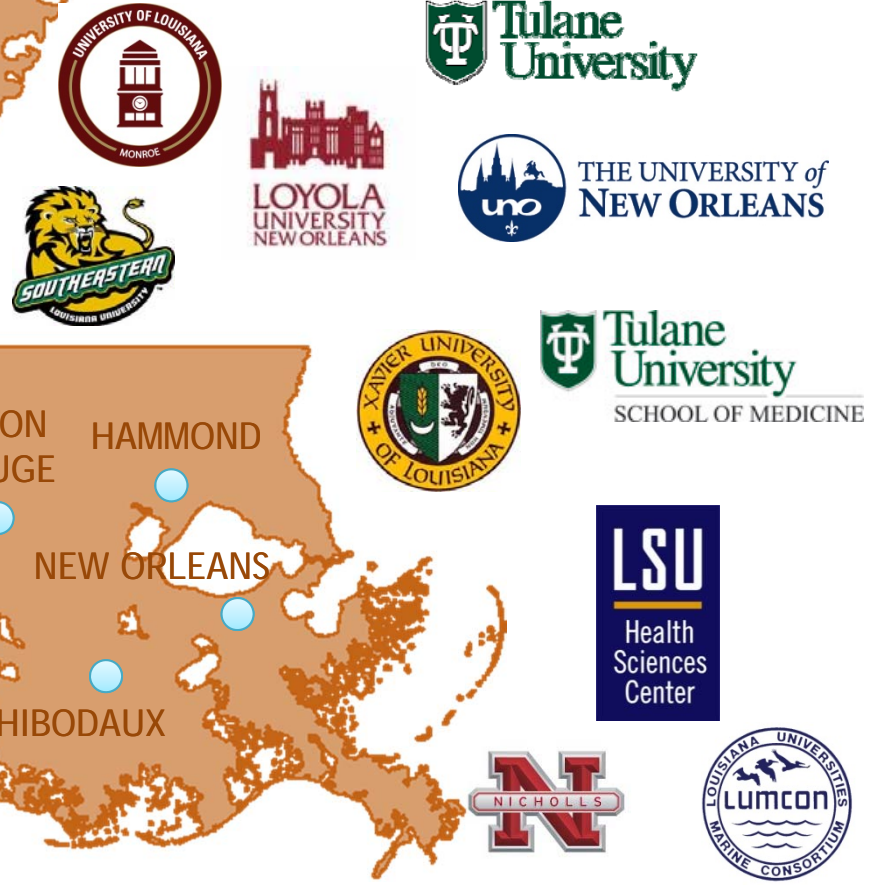 UNIVERSITY OF LOUISIANA
MONROE
Tulane
University
LOYOLA
UNIVERSITY
NEW ORLEANS
uno
THE UNIVERSITY of
NEW ORLEANS
SOUTHEASTERN
LOUISIANA UNIVERSITY
XAVIER UNIVERSITY
OF LOUISIANA
DEO
Tulane
University
SCHOOL OF MEDICINE
ON
UGE
HAMMOND
NEW ORLEANS
HIBODAUX
LSU
Health
Sciences
Center
NICHOLLS
LOUISIANA UNIVERSITIES
LUMCON
MARINE CONSORTIUM